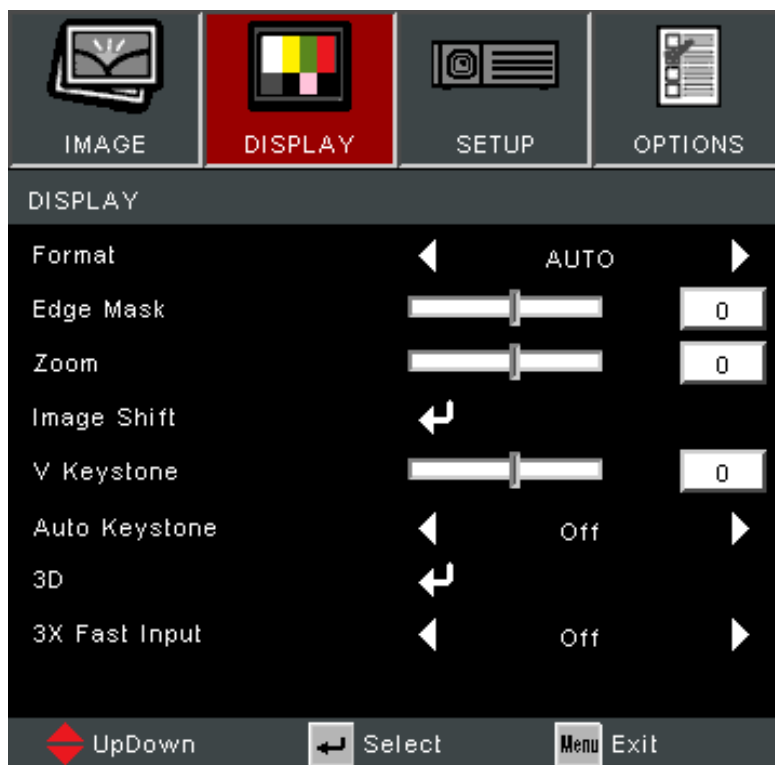 IMAGE DISPLAY SETUP OPTIONS
DISPLAY
Format AUTO
Edge Mask 0
Zoom 0
Image Shift
V Keystone 0
Auto Keystone Off
3D
3X Fast Input Off
UpDown Select Menu Exit